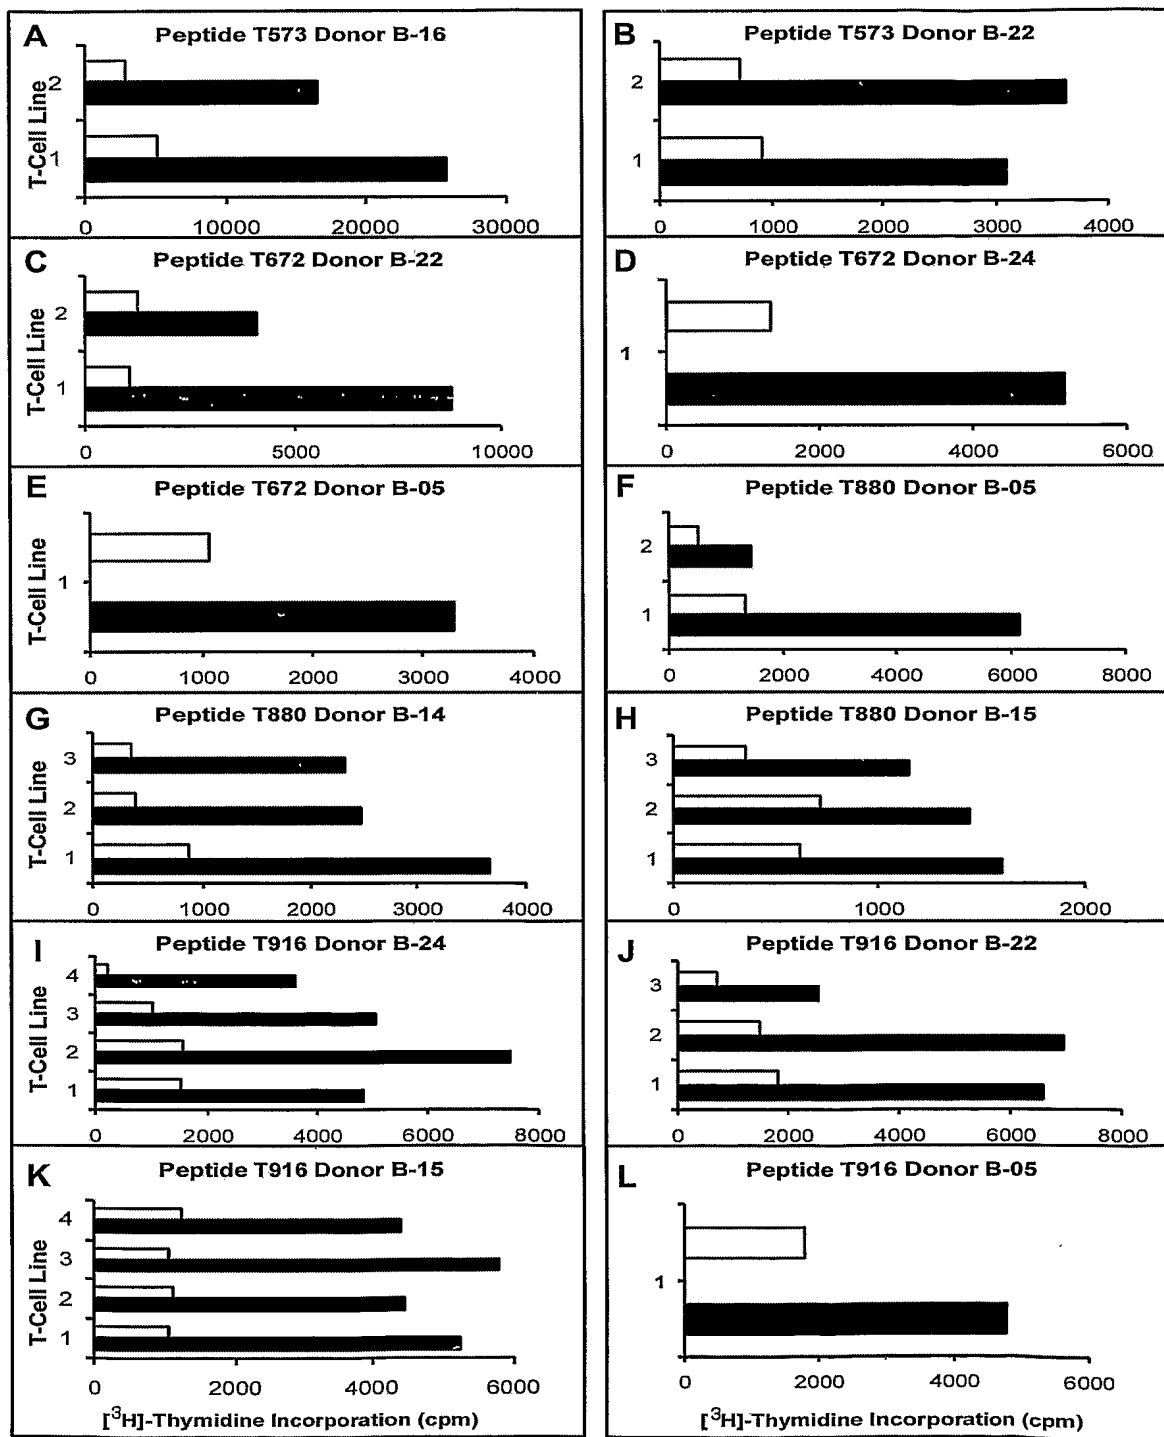 A
Peptide T573 Donor B-16
T-Cell Line
2
1
0 10000 20000 30000
B
Peptide T573 Donor B-22
2
1
0 1000 2000 3000 4000
C
Peptide T672 Donor B-22
T-Cell Line
2
1
0 5000 10000
D
Peptide T672 Donor B-24
1
0 2000 4000 6000
E
Peptide T672 Donor B-05
T-Cell Line
1
0 1000 2000 3000 4000
F
Peptide T880 Donor B-05
2
1
0 2000 4000 6000 8000
G
Peptide T880 Donor B-14
T-Cell Line
3
2
1
0 1000 2000 3000 4000
H
Peptide T880 Donor B-15
3
2
1
0 1000 2000
I
Peptide T916 Donor B-24
T-Cell Line
4
3
2
1
0 2000 4000 6000 8000
J
Peptide T916 Donor B-22
3
2
1
0 2000 4000 6000 8000
K
Peptide T916 Donor B-15
T-Cell Line
4
3
2
1
0 2000 4000 6000
[³H]-Thymidine Incorporation (cpm)
L
Peptide T916 Donor B-05
1
0 2000 4000 6000
[³H]-Thymidine Incorporation (cpm)